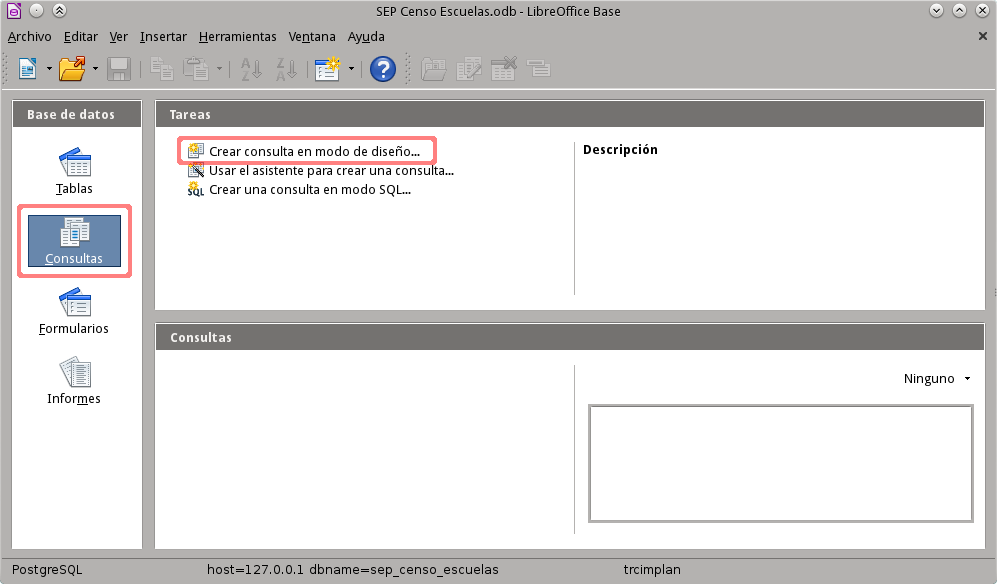 SEP Censo Escuelas.odb - LibreOffice Base
Archivo Editar Ver Insertar Herramientas Ventana Ayuda
Base de datos
Tablas
Consultas
Formularios
Informes
Tareas
Crear consulta en modo de diseño...
Usar el asistente para crear una consulta...
SQL Crear una consulta en modo SQL...
Descripción
Consultas
Ninguno
PostgreSQL host=127.0.0.1 dbname=sep_censo_escuelas trcimplan